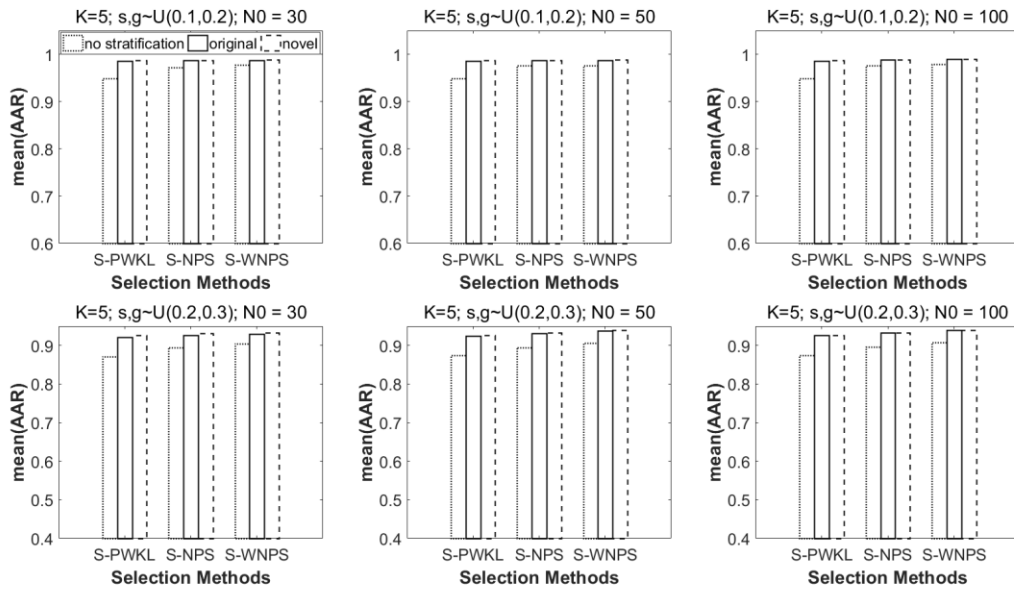 K=5; s,g~U(0.1,0.2); N0 = 30
no stratification original novel
1
0.9
0.8
0.7
0.6
mean(AAR)
S-PWKL S-NPS S-WNPS
Selection Methods
K=5; s,g~U(0.1,0.2); N0 = 50
1
0.9
0.8
0.7
0.6
mean(AAR)
S-PWKL S-NPS S-WNPS
Selection Methods
K=5; s,g~U(0.1,0.2); N0 = 100
1
0.9
0.8
0.7
0.6
mean(AAR)
S-PWKL S-NPS S-WNPS
Selection Methods
K=5; s,g~U(0.2,0.3); N0 = 30
0.9
0.8
0.7
0.6
0.5
0.4
mean(AAR)
S-PWKL S-NPS S-WNPS
Selection Methods
K=5; s,g~U(0.2,0.3); N0 = 50
0.9
0.8
0.7
0.6
0.5
0.4
mean(AAR)
S-PWKL S-NPS S-WNPS
Selection Methods
K=5; s,g~U(0.2,0.3); N0 = 100
0.9
0.8
0.7
0.6
0.5
0.4
mean(AAR)
S-PWKL S-NPS S-WNPS
Selection Methods